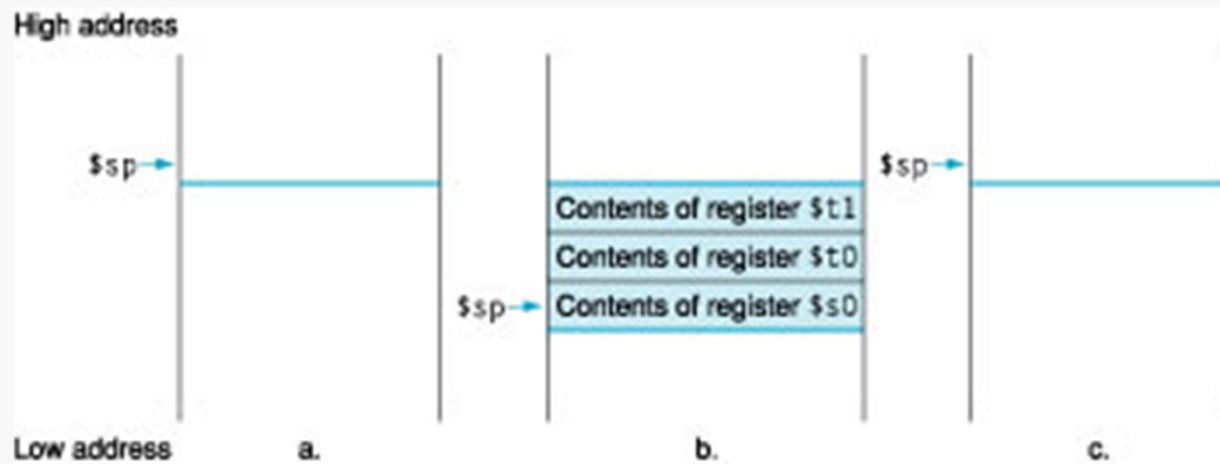 High address
$sp
$sp
Contents of register $t1
Contents of register $t0
$sp
Contents of register $s0
Low address
a.
b.
c.